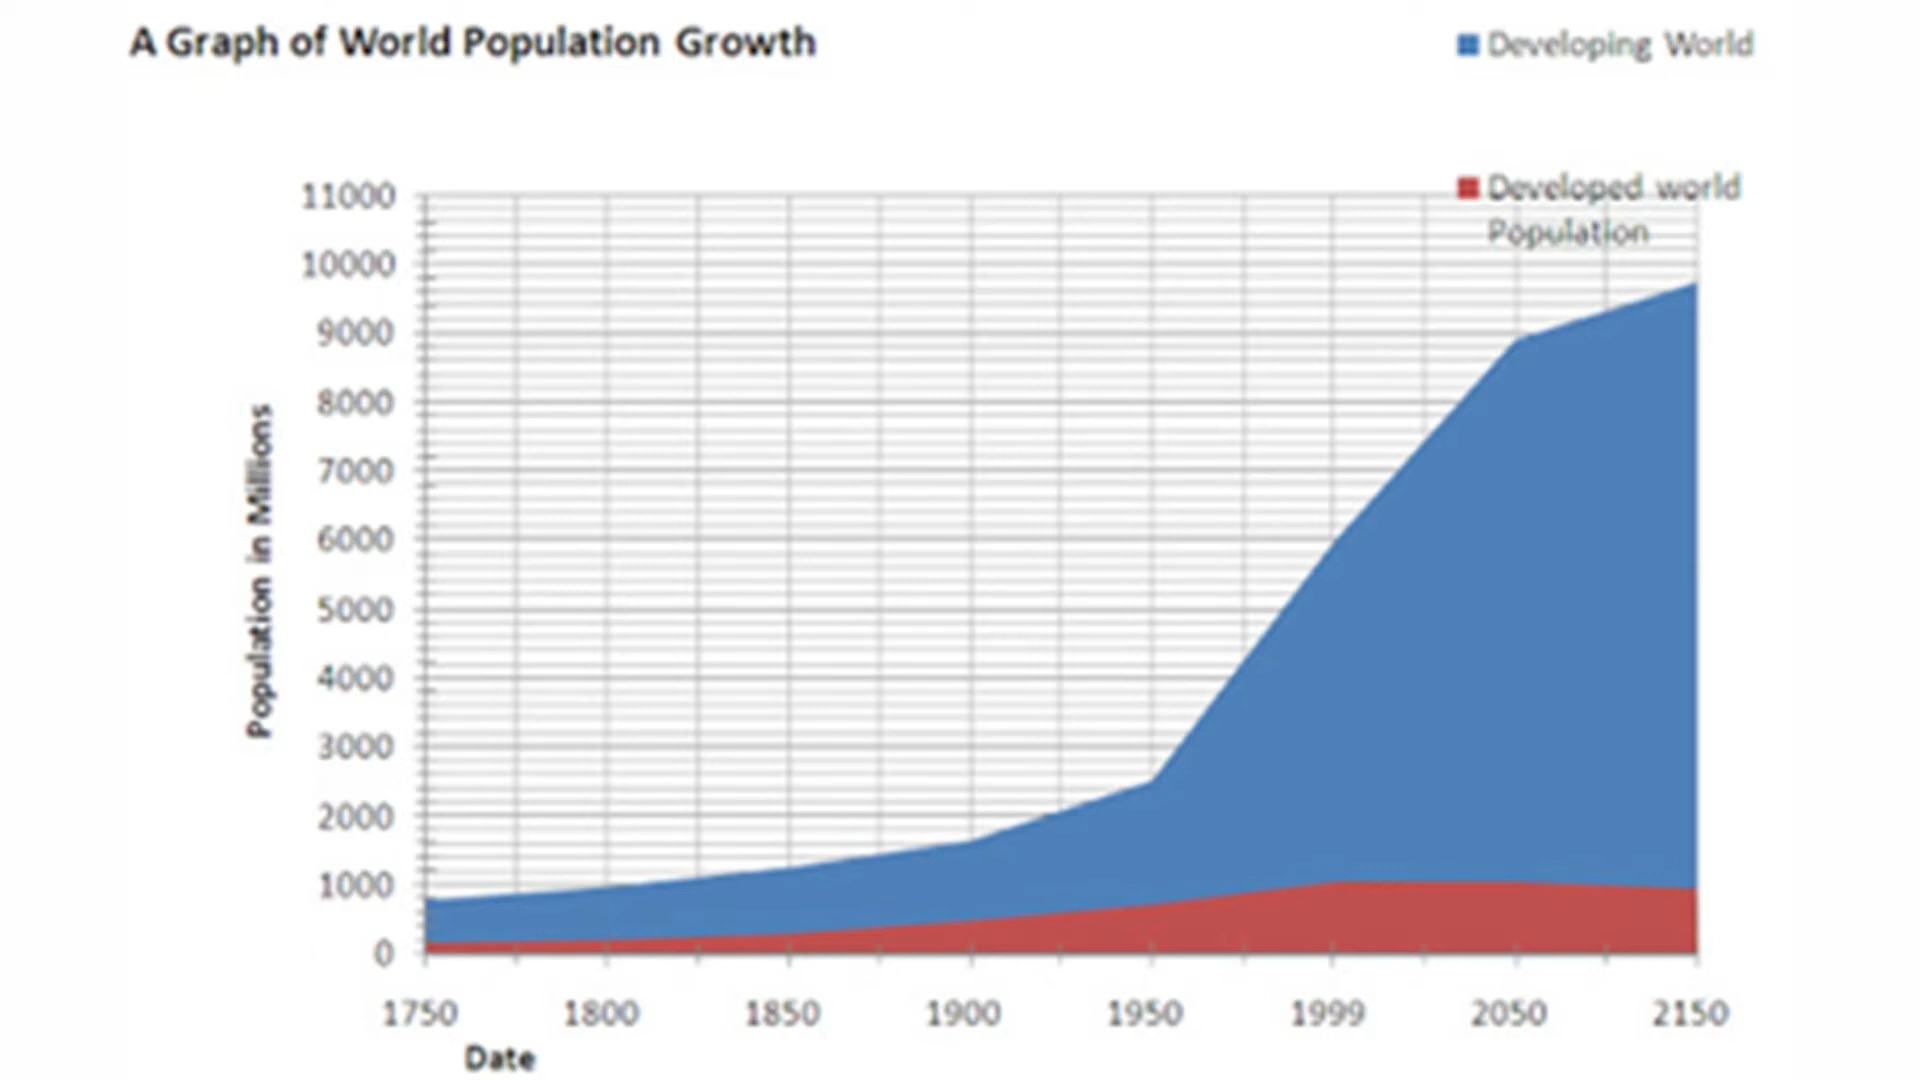 A Graph of World Population Growth
Developing World
Developed world
Population
11000
10000
9000
8000
7000
6000
5000
4000
3000
2000
1000
0
Population in Millions
1750 1800 1850 1900 1950 1999 2050 2150
Date